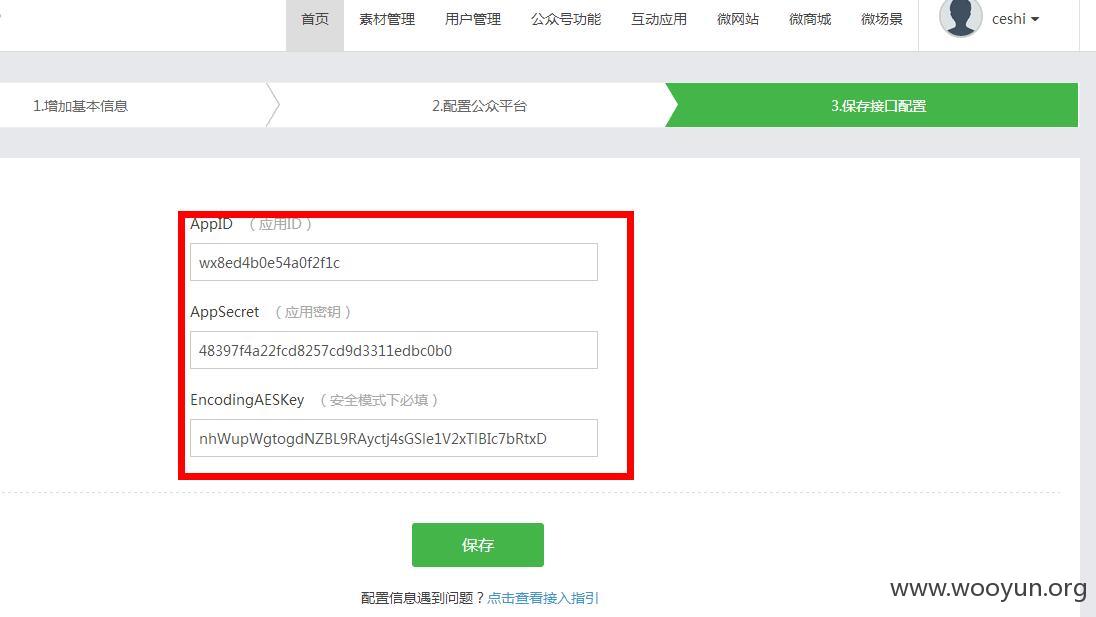 首页 素材管理 用户管理 公众号功能 互动应用 微网站 微商城 微场景 ceshi
1.增加基本信息 2.配置公众平台 3.保存接口配置
AppID （应用ID）
wx8ed4b0e54a0f2f1c
AppSecret （应用密钥）
48397f4a22fcd8257cd9d3311edbc0b0
EncodingAESKey （安全模式下必填）
nhWupWgtogdNZBL9RAyctj4sGSle1V2xTlBIc7bRtxD
保存
配置信息遇到问题？点击查看接入指引
www.wooyun.org